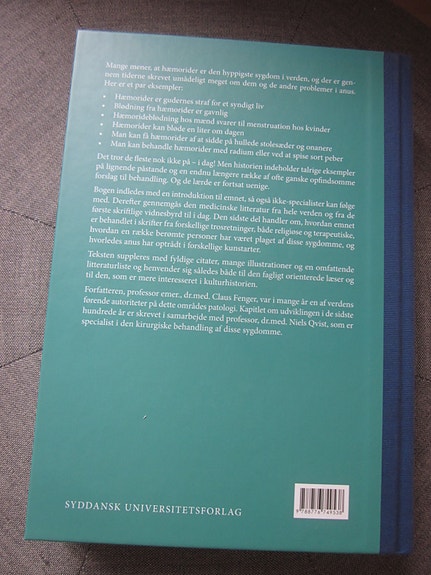 Mange mener, at hæmorider er den hyppigste sygdom i verden, og der er gen-
nem tiderne skrevet umådeligt meget om dem og de andre problemer i anus.
Her er et par eksempler:
• Hæmorider er gudernes straf for et syndigt liv
• Blødning fra hæmorider er gavnlig
• Hæmorideblødning hos mænd svarer til menstruation hos kvinder
• Hæmorider kan bløde en liter om dagen
• Man kan få hæmorider af at sidde på hullede stolesæder og onanere
• Man kan behandle hæmorider med radium eller ved at spise sort peber
Det tror de fleste nok ikke på – i dag! Men historien indeholder talrige eksempler
på lignende påstande og en endnu længere række af ofte ganske opfindsomme
forslag til behandling. Og de lærde er fortsat uenige.
Bogen indledes med en introduktion til emnet, så også ikke-specialister kan følge
med. Derefter gennemgås den medicinske litteratur fra hele verden og fra de
første skriftlige vidnesbyrd til i dag. Den sidste del handler om, hvordan emnet
er behandlet i skrifter fra forskellige trosretninger, både religiøse og terapeutiske,
hvordan en række berømte personer har været plaget af disse sygdomme, og
hvorledes anus har optrådt i forskellige kunstarter.
Teksten suppleres med fyldige citater, mange illustrationer og en omfattende
litteraturliste og henvender sig således både til den fagligt orienterede læser og
til den, som er mere interesseret i kulturhistorien.
Forfatteren, professor emer., dr.med. Claus Fenger, var i mange år en af verdens
førende autoriteter på dette områdes patologi. Kapitlet om udviklingen i de sidste
hundrede år er skrevet i samarbejde med professor, dr.med. Niels Qvist, som er
specialist i den kirurgiske behandling af disse sygdomme.
SYDDANSK UNIVERSITETSFORLAG
9 788776 749538